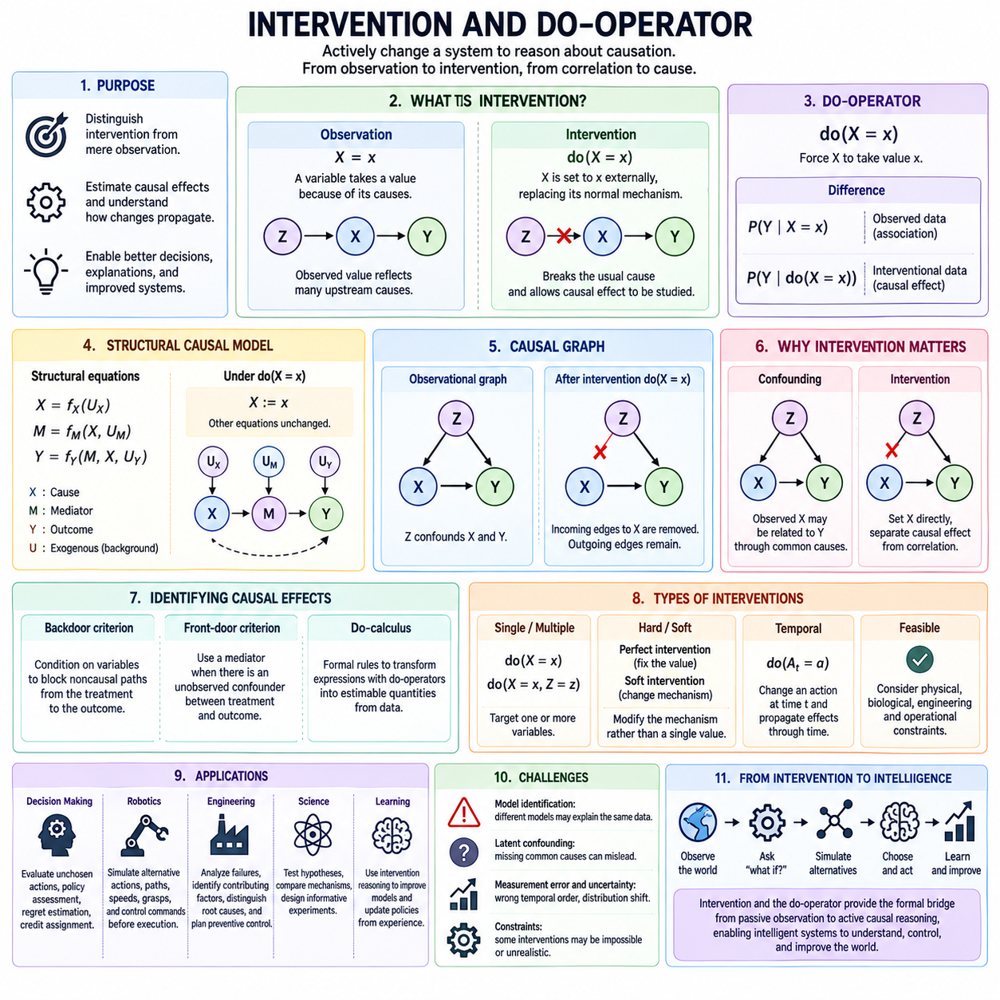 INTERVENTION AND DO-OPERATOR
Actively change a system to reason about causation.
From observation to intervention, from correlation to cause.
1. PURPOSE
Distinguish
intervention from
mere observation.
Estimate causal effects
and understand
how changes propagate.
Enable better decisions,
explanations, and
improved systems.
2. WHAT TIS INTERVENTION?
Observation
X = x
A variable takes a value
because of its causes.
Z X Y
Observed value reflects
many upstream causes.
Intervention
do(X = x)
X is set to x externally,
replacing its normal mechanism.
Z X Y
Breaks the usual cause
and allows causal effect to be studied.
3. DO-OPERATOR
do(X = x)
Force X to take value x.
Difference
P(Y | X = x)
Observed data
(association)
P(Y | do(X = x))
Interventional data
(causal effect)
4. STRUCTURAL CAUSAL MODEL
Structural equations
X = f_X(U_X)
M = f_M(X, U_M)
Y = f_Y(M, X, U_Y)
X : Cause
M : Mediator
Y : Outcome
U : Exogenous (background)
Under do(X = x)
X := x
Other equations unchanged.
U_X U_M U_Y
X M Y
5. CAUSAL GRAPH
Observational graph
Z
X Y
Z confounds X and Y.
After intervention do(X = x)
Z
X Y
Incoming edges to X are removed.
Outgoing edges remain.
6. WHY INTERVENTION MATTERS
Confounding
Z
X Y
Observed X may
be related to Y
through common causes.
Intervention
Z
X Y
Set X directly,
separate causal effect
from correlation.
7. IDENTIFYING CAUSAL EFFECTS
Backdoor criterion
Condition on variables
to block noncausal paths
from the treatment
to the outcome.
Front-door criterion
Use a mediator
when there is an
unobserved confounder
between treatment
and outcome.
Do-calculus
Formal rules to transform
expressions with do-operators
into estimable quantities
from data.
8. TYPES OF INTERVENTIONS
Single / Multiple
do(X = x)
do(X = x, Z = z)
Target one or more
variables.
Hard / Soft
Perfect intervention
(fix the value)
Soft intervention
(change mechanism)
Modify the mechanism
rather than a single value.
Temporal
do(A_t = a)
Change an action
at time t and
propagate effects
through time.
Feasible
Consider physical,
biological, engineering
and operational
constraints.
9. APPLICATIONS
Decision Making
Evaluate unchosen
actions, policy
assessment,
regret estimation,
credit assignment.
Robotics
Simulate alternative
actions, paths,
speeds, grasps,
and control commands
before execution.
Engineering
Analyze failures,
identify contributing
factors, distinguish
root causes, and
plan preventive control.
Science
Test hypotheses,
compare mechanisms,
design informative
experiments.
Learning
Use intervention
reasoning to improve
models and
update policies
from experience.
10. CHALLENGES
Model identification:
different models may explain the same data.
?
Latent confounding:
missing common causes can mislead.
Measurement error and uncertainty:
wrong temporal order, distribution shift.
Constraints:
some interventions may be impossible
or unrealistic.
11. FROM INTERVENTION TO INTELIIGENCE
Observe
the world
Ask
"what if?"
Simulate
alternatives
Choose
and act
Learn
and improve
Intervention and the do-operator provide the formal bridge
from passive observation to active causal reasoning,
enabling intelligent systems to understand, control,
and improve the world.